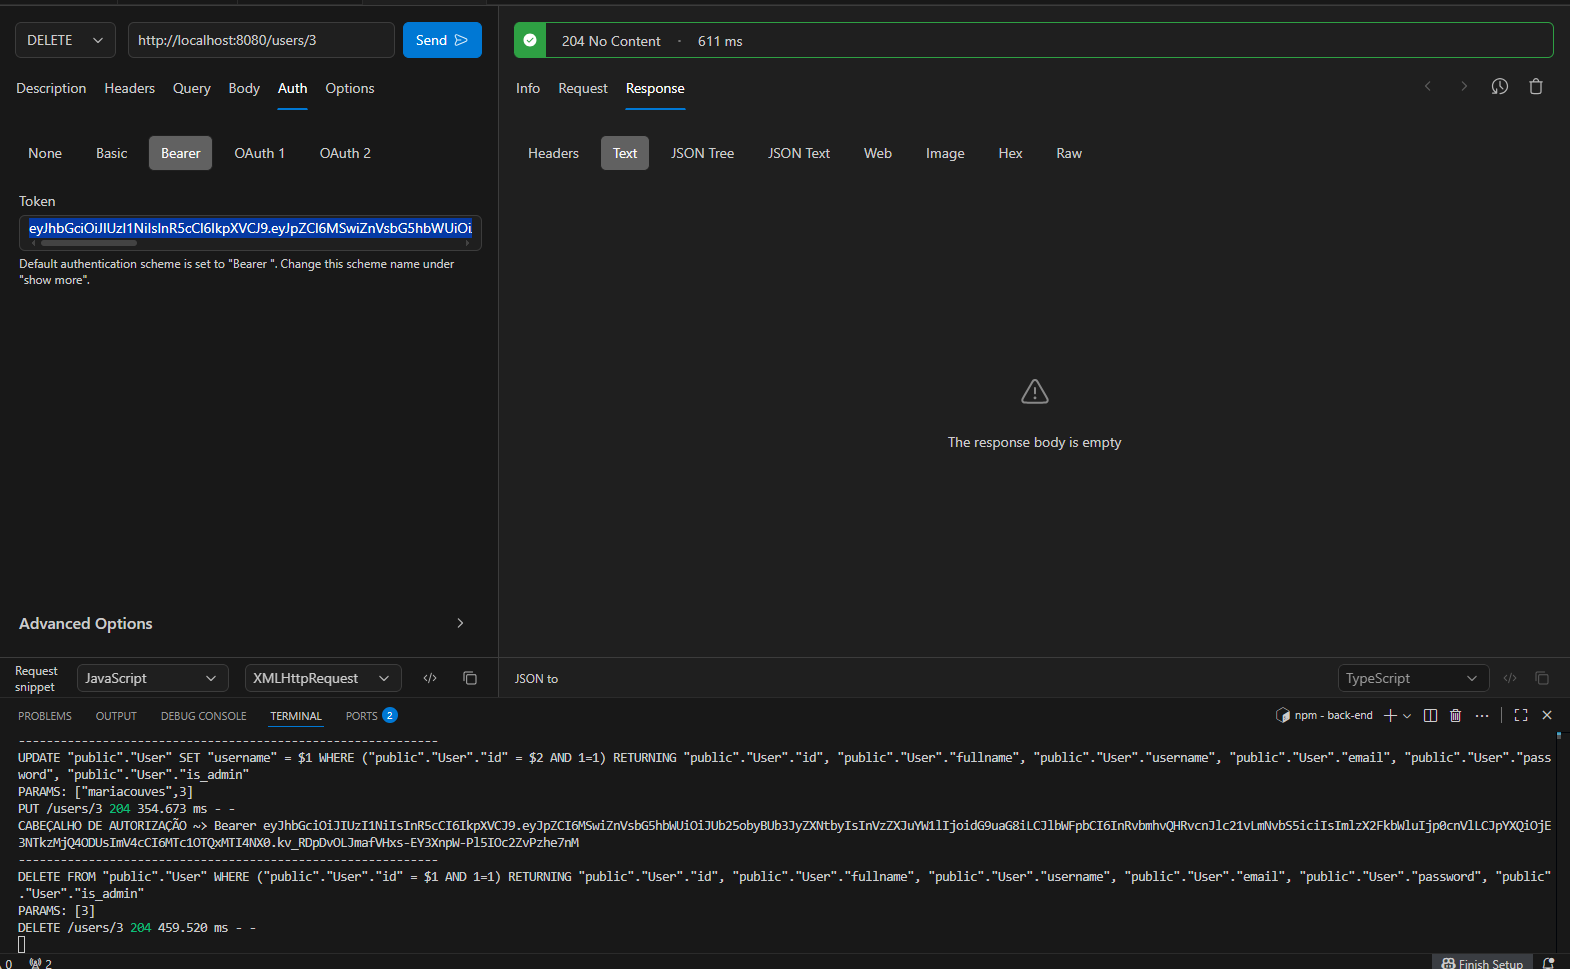 DELETE
http://localhost:8080/users/3
Send
204 No Content · 611 ms
Description Headers Query Body Auth Options
Info Request Response
None Basic Bearer OAuth 1 OAuth 2
Headers Text JSON Tree JSON Text Web Image Hex Raw
Token
eyJhbGciOiJIUzI1NiIsInR5cCI6IkpXVCJ9.eyJpZCI6MSwiZnVsbG5hbWUiOi
Default authentication scheme is set to "Bearer ". Change this scheme name under
"show more".
The response body is empty
Advanced Options
Request
snippet
JavaScript
XMLHttpRequest
JSON to
TypeScript
PROBLEMS OUTPUT DEBUG CONSOLE TERMINAL PORTS 2
npm - back-end
------------------------------------------------------------
UPDATE "public"."User" SET "username" = $1 WHERE ("public"."User"."id" = $2 AND 1=1) RETURNING "public"."User"."id", "public"."User"."fullname", "public"."User"."username", "public"."User"."email", "public"."User"."pass
word", "public"."User"."is_admin"
PARAMS: ["mariacouves",3]
PUT /users/3 204 354.673 ms - -
CABEÇALHO DE AUTORIZAÇÃO ~> Bearer eyJhbGciOiJIUzI1NiIsInR5cCI6IkpXVCJ9.eyJpZCI6MSwiZnVsbG5hbWUiOiJUb25obyBUb3JyZXNtbyIsInVzZXJuYW1lIjoidG9uaG8iLCJlbWFpbCI6InRvbmhvQHRvcnJlc21vLmNvbS5iciIsImlzX2FkbWluIjp0cnVlLCJpYXQiOjE
3NTkzMjQ4ODUsImV4cCI6MTc1OTQxMTI4NX0.kv_RDpDvOLJmafVHxs-EY3XnpW-Pl5IOc2ZvPzhe7nM
------------------------------------------------------------
DELETE FROM "public"."User" WHERE ("public"."User"."id" = $1 AND 1=1) RETURNING "public"."User"."id", "public"."User"."fullname", "public"."User"."username", "public"."User"."email", "public"."User"."password", "public"
."User"."is_admin"
PARAMS: [3]
DELETE /users/3 204 459.520 ms - -
0 2
Finish Setup